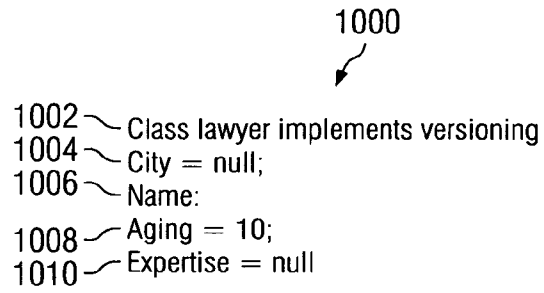 1000
1002 Class lawyer implements versioning
1004 City = null;
1006 Name:
1008 Aging = 10;
1010 Expertise = null